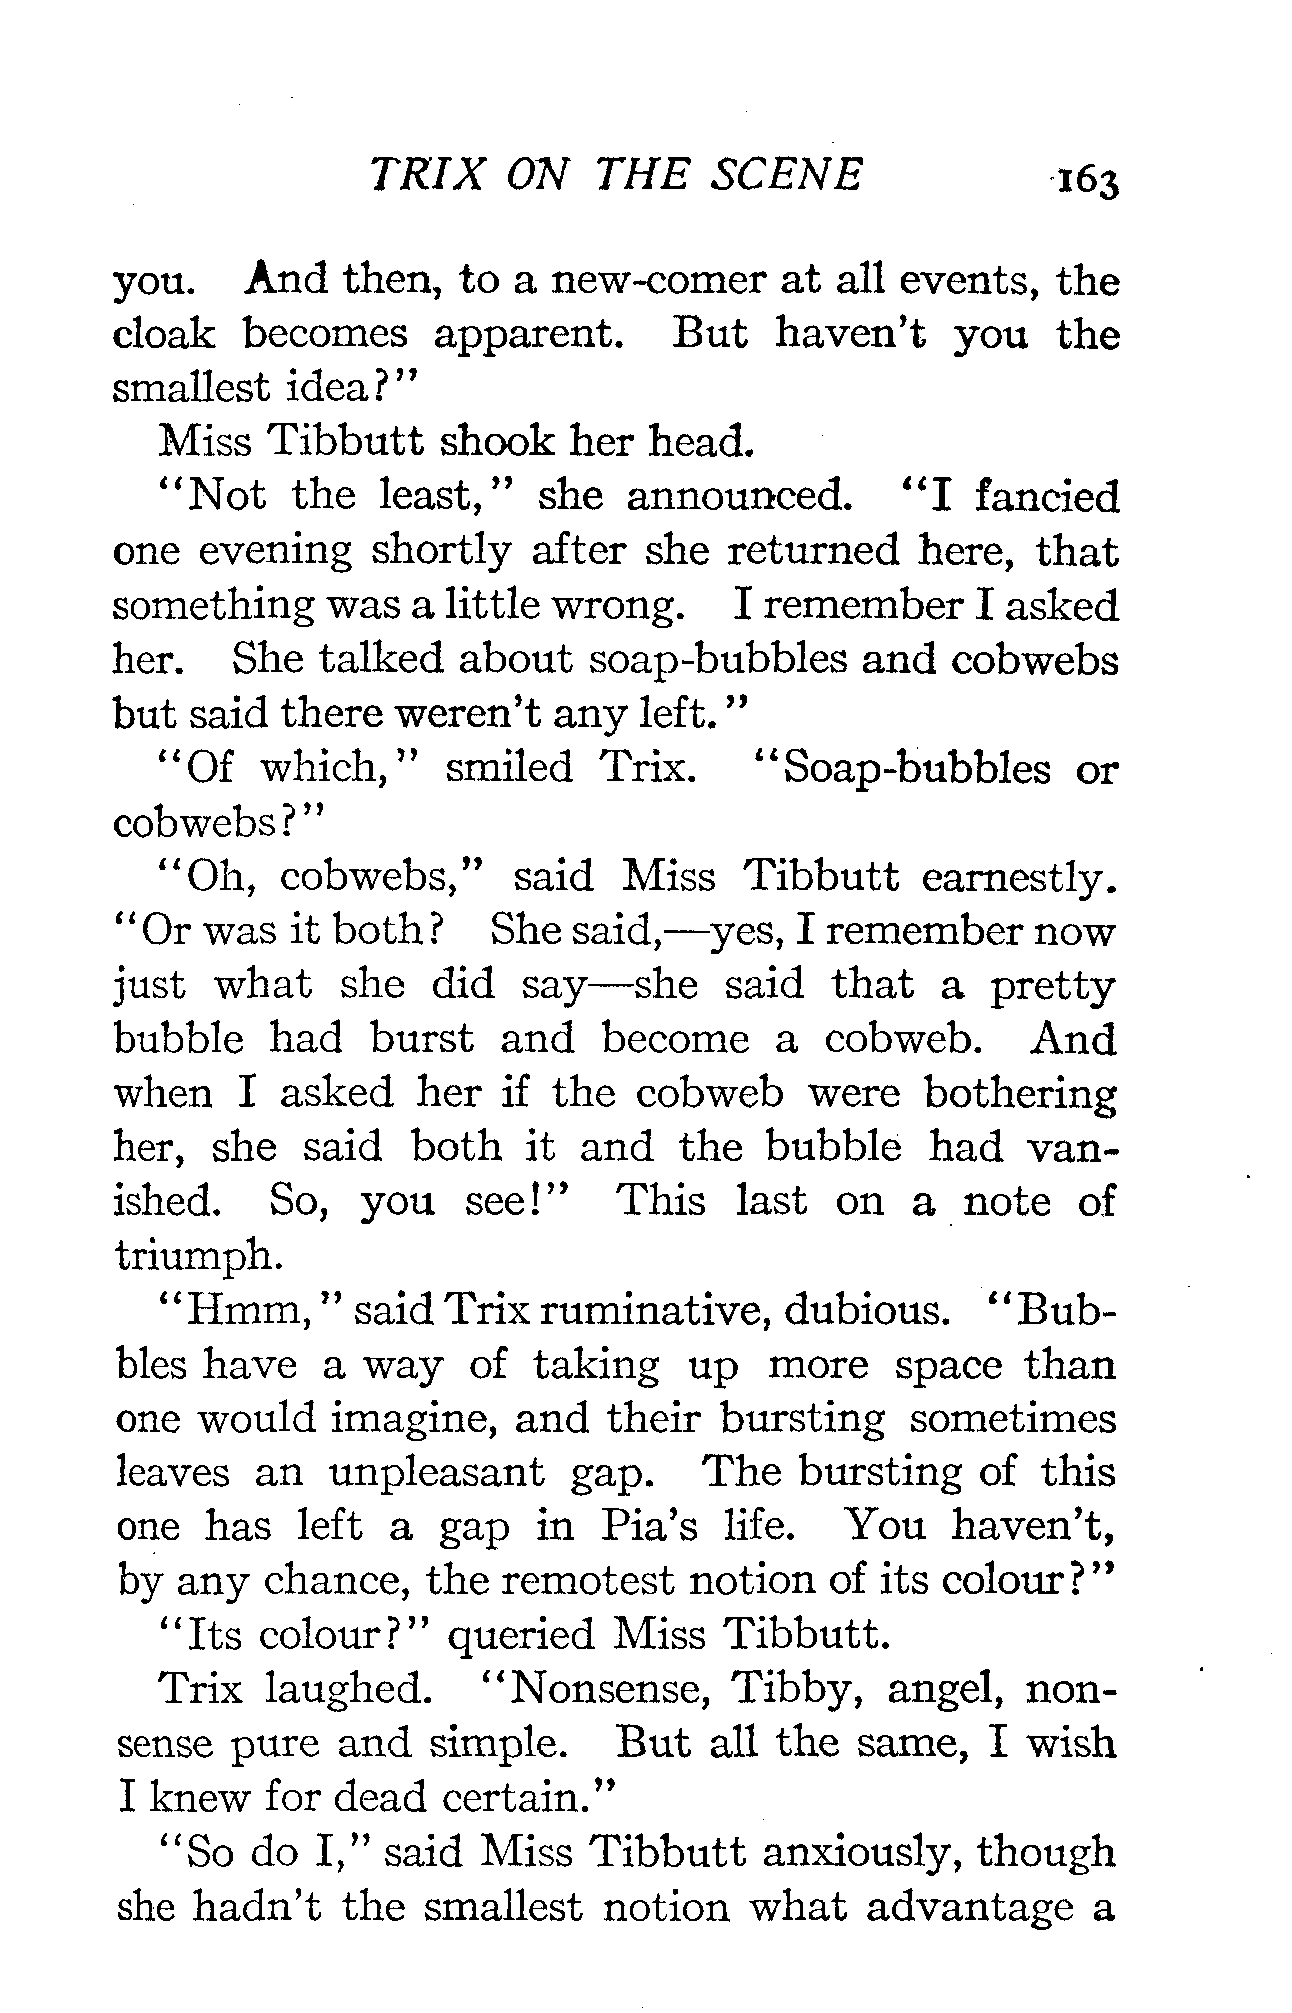 TRIX ON THE SCENE 163
you. And then, to a new-comer at all events, the
cloak becomes apparent. But haven't you the
smallest idea?"
Miss Tibbutt shook her head.
"Not the least," she announced. "I fancied
one evening shortly after she returned here, that
something was a little wrong. I remember I asked
her. She talked about soap-bubbles and cobwebs
but said there weren't any left."
"Of which," smiled Trix. "Soap-bubbles or
cobwebs?"
"Oh, cobwebs," said Miss Tibbutt earnestly.
"Or was it both? She said,—yes, I remember now
just what she did say—she said that a pretty
bubble had burst and become a cobweb. And
when I asked her if the cobweb were bothering
her, she said both it and the bubble had van-
ished. So, you see!" This last on a note of
triumph.
"Hmm," said Trix ruminative, dubious. "Bub-
bles have a way of taking up more space than
one would imagine, and their bursting sometimes
leaves an unpleasant gap. The bursting of this
one has left a gap in Pia's life. You haven't,
by any chance, the remotest notion of its colour?"
"Its colour?" queried Miss Tibbutt.
Trix laughed. "Nonsense, Tibby, angel, non-
sense pure and simple. But all the same, I wish
I knew for dead certain."
"So do I," said Miss Tibbutt anxiously, though
she hadn't the smallest notion what advantage a